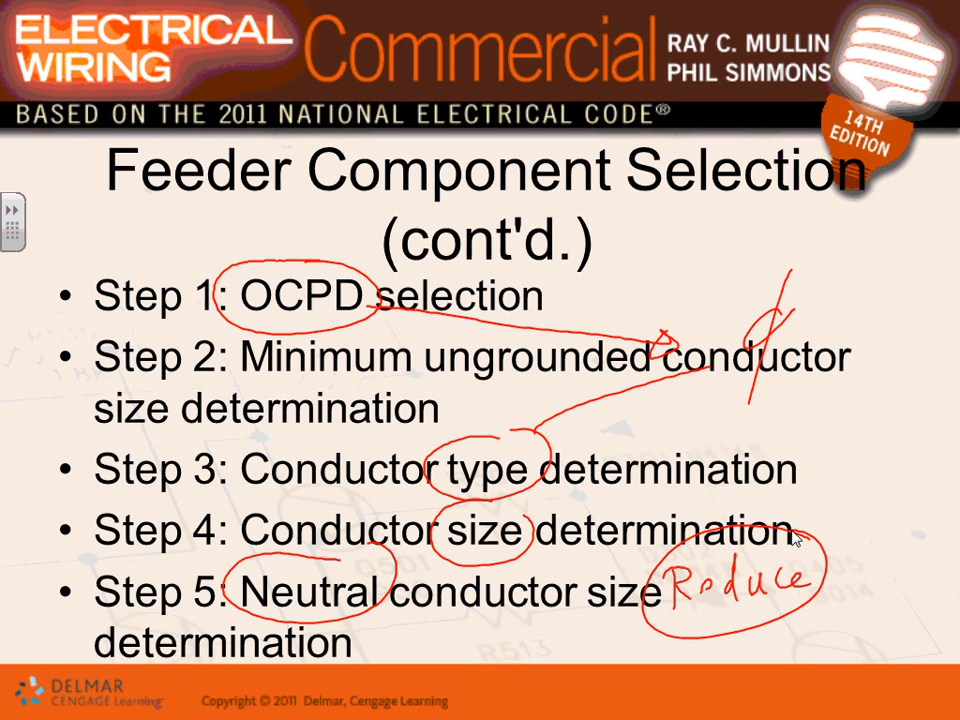 ELECTRICAL
WIRING
Commercial
RAY C. MULLIN
PHIL SIMMONS
BASED ON THE 2011 NATIONAL ELECTRICAL CODE®
14TH
EDITION
Feeder Component Selection
(cont'd.)
• Step 1: OCPD selection
• Step 2: Minimum ungrounded conductor
size determination
• Step 3: Conductor type determination
• Step 4: Conductor size determination
• Step 5: Neutral conductor size Reduce
determination
R513
DELMAR
CENGAGE Learning
Copyright © 2011 Delmar, Cengage Learning